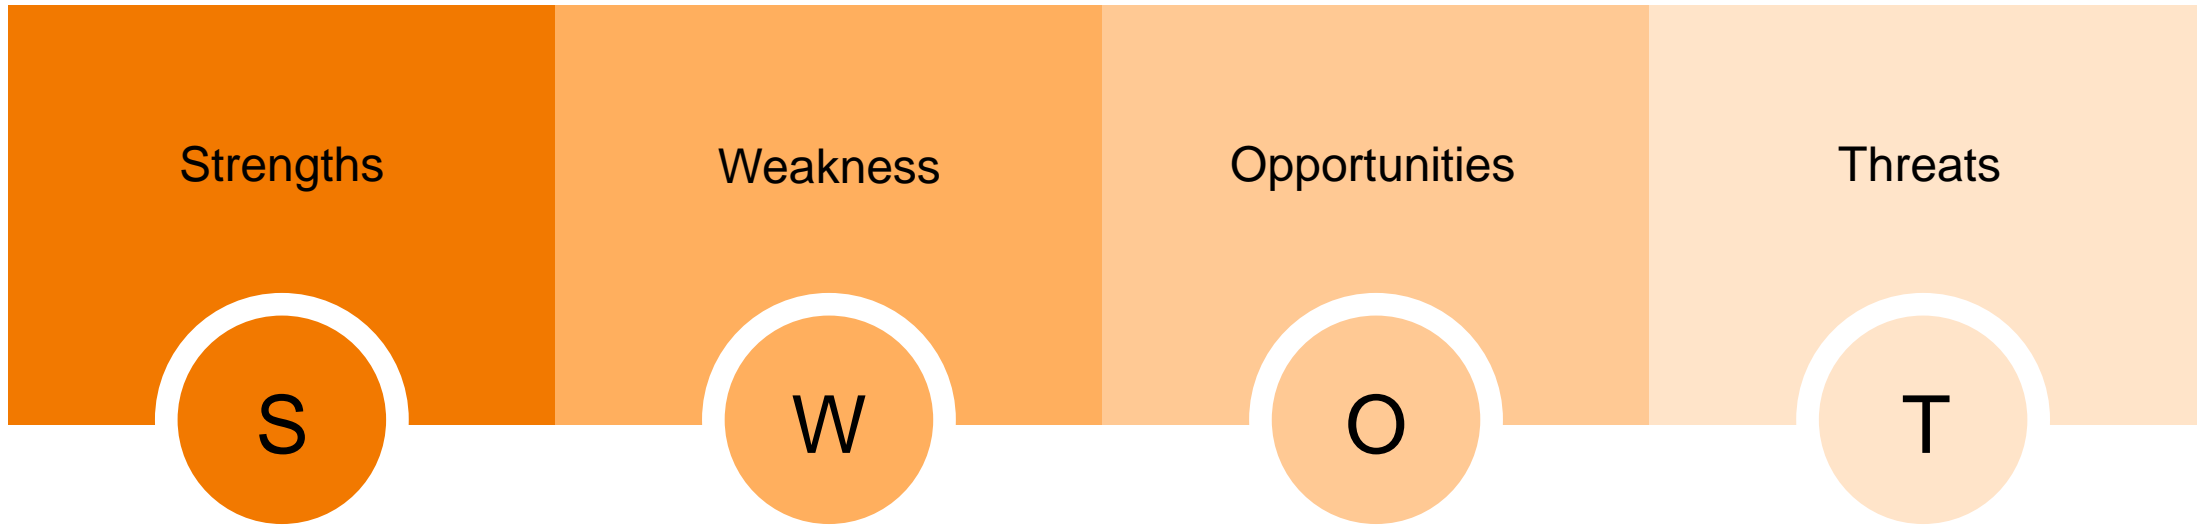 Strengths
Weakness
Opportunities
Threats
S
W
O
T